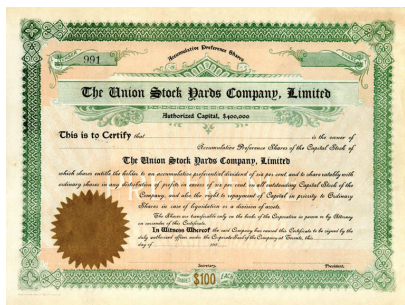 Accumulative Preference Shares
991
The Union Stock Yards Company, Limited
Authorized Capital, $400,000
This is to Certify that is the owner of
Accumulative Preference Shares of the Capital Stock of
The Union Stock Yards Company, Limited
which shares entitle the holder to an accumulative preferential dividend of six per cent. and to share ratably with
ordinary shares in any distribution of profits in excess of six per cent. on all outstanding Capital Stock of the
Company, and also the right to repayment of Capital in priority to Ordinary
Shares in case of liquidation or a division of assets.
The Shares are transferable only on the books of the Corporation in person or by Attorney
on surrender of this Certificate.
In Witness Whereof the said Company has caused this Certificate to be signed by the
duly authorized officers under the Corporate Seal of the Company at Toronto, this
day of 190
Secretary. President.
SHARES $100 EACH